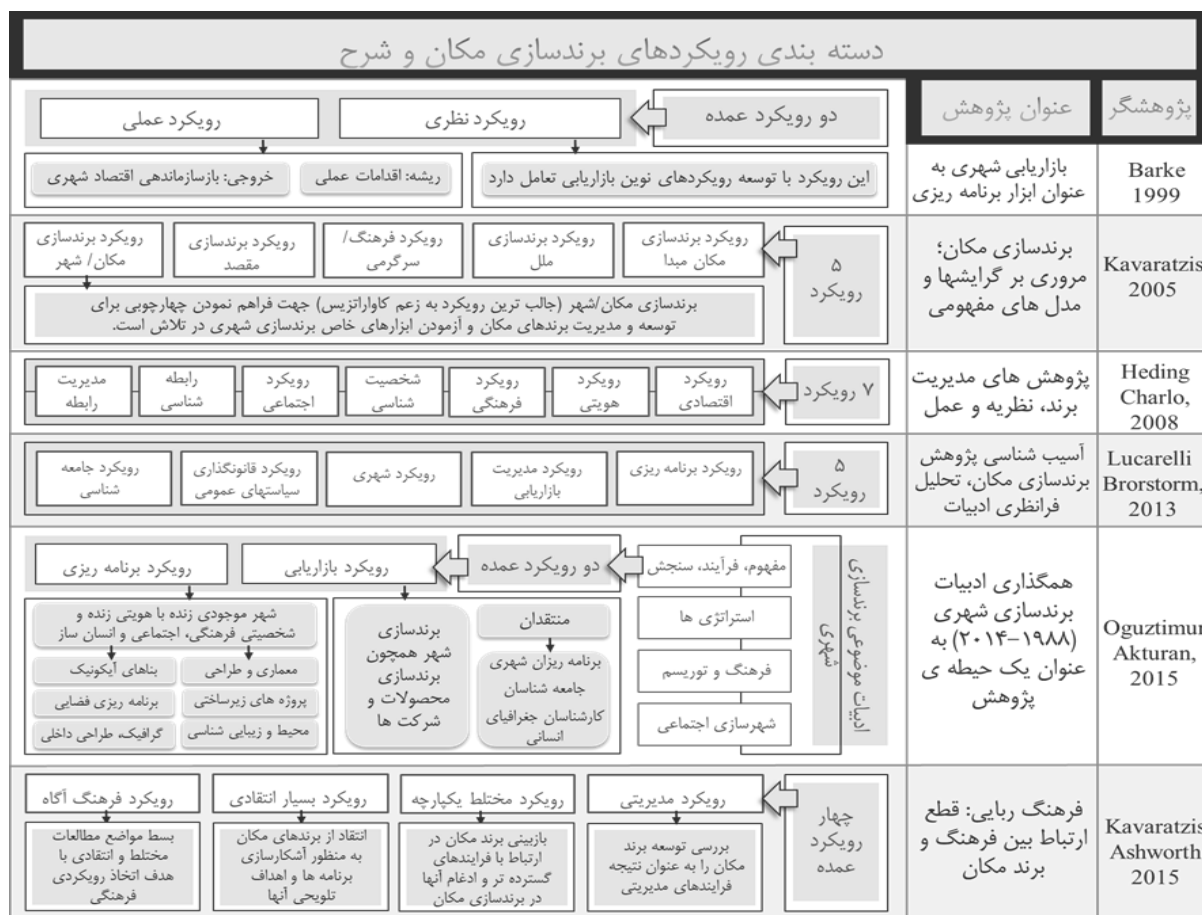 دسته بندی رویکردهای برندسازی مکان و شرح
پژوهشگر
عنوان پژوهش
دو رویکرد عمده
رویکرد نظری
رویکرد عملی
Barke
1999
بازاریابی شهری به
عنوان ابزار برنامه ریزی
این رویکرد با توسعه رویکردهای نوین بازاریابی تعامل دارد
ریشه: اقدامات عملی
خروجی: بازسازماندهی اقتصاد شهری
Kavaratzis
2005
برندسازی مکان؛
مروری بر گرایشها و
مدل های مفهومی
۵
رویکرد
رویکرد برندسازی
مکان مبدا
رویکرد برندسازی
ملل
رویکرد فرهنگ/
سرگرمی
رویکرد برندسازی
مقصد
رویکرد برندسازی
مکان/ شهر
برندسازی مکان/شهر (جالب ترین رویکرد به زعم کاواراتزیس) جهت فراهم نمودن چهارچوبی برای
توسعه و مدیریت برندهای مکان و آزمودن ابزارهای خاص برندسازی شهری در تلاش است.
Heding
Charlo,
2008
پژوهش های مدیریت
برند، نظریه و عمل
۷ رویکرد
رویکرد
اقتصادی
رویکرد
هویتی
رویکرد
فرهنگی
شخصیت
شناسی
رویکرد
اجتماعی
رابطه
شناسی
مدیریت
رابطه
Lucarelli
Brorstorm,
2013
آسیب شناسی پژوهش
برندسازی مکان، تحلیل
فرانظری ادبیات
۵
رویکرد
رویکرد برنامه ریزی
رویکرد مدیریت
بازاریابی
رویکرد شهری
رویکرد قانونگذاری
سیاستهای عمومی
رویکرد جامعه
شناسی
Oguztimur
Akturan,
2015
همگذاری ادبیات
برندسازی شهری
(۱۹۸۸-۲۰۱۴) به
عنوان یک حیطه ی
پژوهش
ادبیات موضوعی برندسازی
شهری
مفهوم، فرآیند، سنجش
استراتژی ها
فرهنگ و توریسم
شهرسازی اجتماعی
دو رویکرد عمده
رویکرد بازاریابی
رویکرد برنامه ریزی
منتقدان
برنامه ریزان شهری
جامعه شناسان
کارشناسان جغرافیای
انسانی
برندسازی
شهر همچون
برندسازی
محصولات و
شرکت ها
شهر موجودی زنده با هویتی زنده و
شخصیتی فرهنگی، اجتماعی و انسان ساز
معماری و طراحی
بناهای آیکونیک
پروژه های زیرساختی
برنامه ریزی فضایی
محیط و زیبایی شناسی
گرافیک، طراحی داخلی
Kavaratzis
Ashworth
2015
فرهنگ ربایی: قطع
ارتباط بین فرهنگ و
برند مکان
چهار
رویکرد
عمده
رویکرد مدیریتی
رویکرد مختلط یکپارچه
رویکرد بسیار انتقادی
رویکرد فرهنگ آگاه
بررسی توسعه برند
مکان را به عنوان نتیجه
فرایندهای مدیریتی
بازبینی برند مکان در
ارتباط با فرایندهای
گسترده تر و ادغام آنها
در برندسازی مکان
انتقاد از برندهای مکان
به منظور آشکارسازی
برنامه ها و اهداف
تلویحی آنها
بسط مواضع مطالعات
مختلط و انتقادی با
هدف اتخاذ رویکردی
فرهنگی